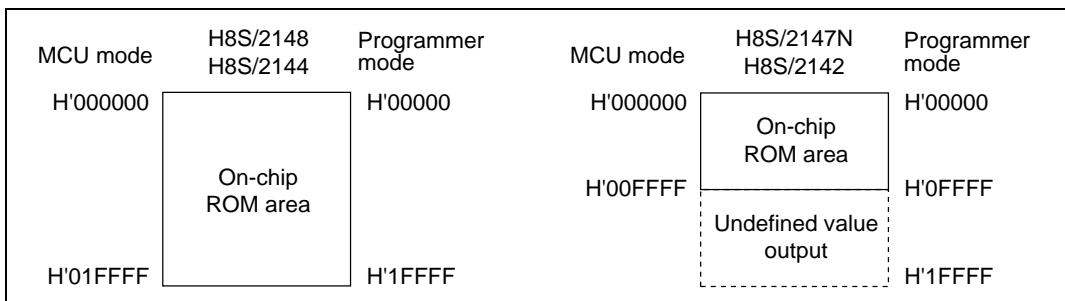 MCU mode
H8S/2148
H8S/2144
Programmer
mode
H'000000
H'00000
On-chip
ROM area
H'01FFFF
H'1FFFF
MCU mode
H8S/2147N
H8S/2142
Programmer
mode
H'000000
H'00000
On-chip
ROM area
H'00FFFF
H'0FFFF
Undefined value
output
H'1FFFF